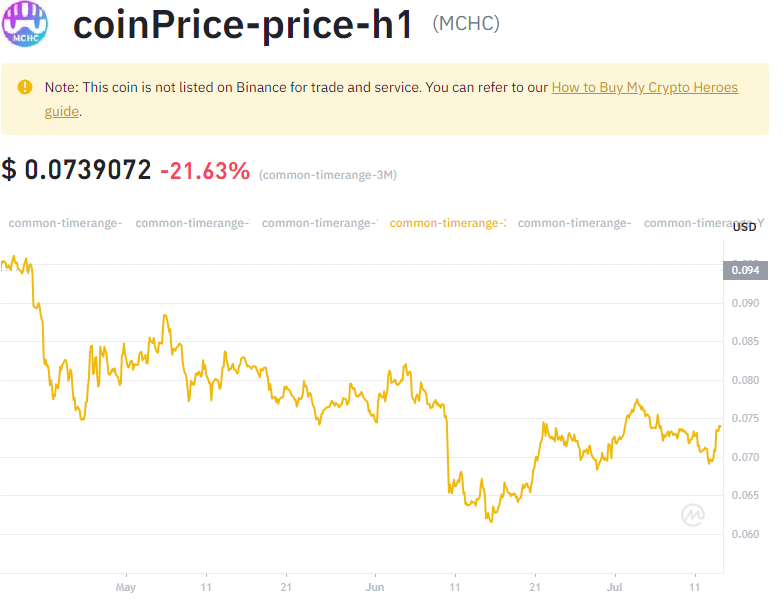 MCHC
coinPrice-price-h1 (MCHC)
Note: This coin is not listed on Binance for trade and service. You can refer to our How to Buy My Crypto Heroes
guide.
$ 0.0739072 -21.63% (common-timerange-3M)
common-timerange- common-timerange- common-timerange- common-timerange- common-timerange- common-timerange-Y
USD
0.094
0.090
0.085
0.080
0.075
0.070
0.065
0.060
May 11 21 Jun 11 21 Jul 11